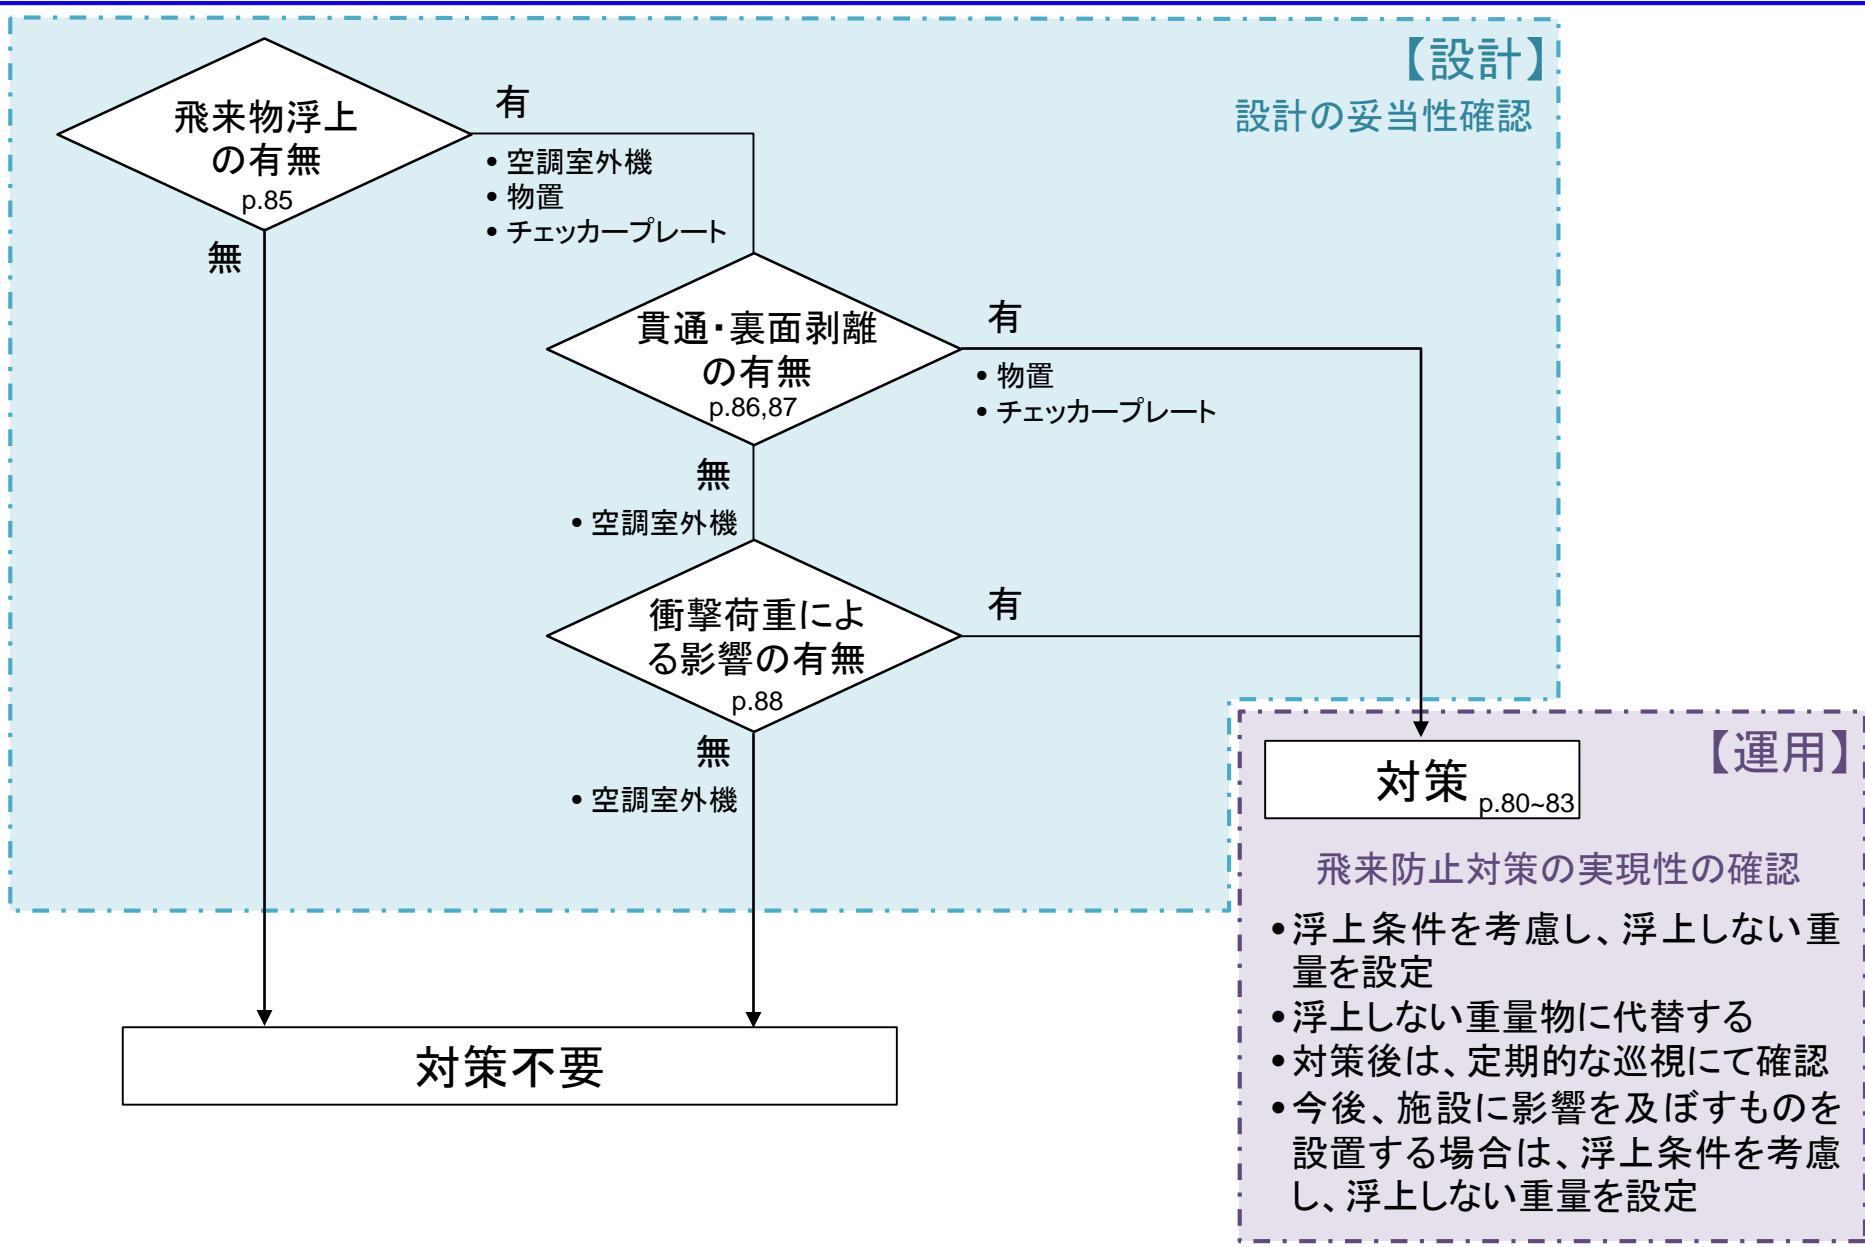 【設計】
設計の妥当性確認
飛来物浮上
の有無
p.85
有
• 空調室外機
• 物置
• チェッカープレート
無
貫通・裏面剥離
の有無
p.86,87
有
• 物置
• チェッカープレート
無
• 空調室外機
衝撃荷重によ
る影響の有無
p.88
有
無
• 空調室外機
対策不要
【運用】
対策 p.80~83
飛来防止対策の実現性の確認
•浮上条件を考慮し、浮上しない重
量を設定
•浮上しない重量物に代替する
•対策後は、定期的な巡視にて確認
•今後、施設に影響を及ぼすものを
設置する場合は、浮上条件を考慮
し、浮上しない重量を設定